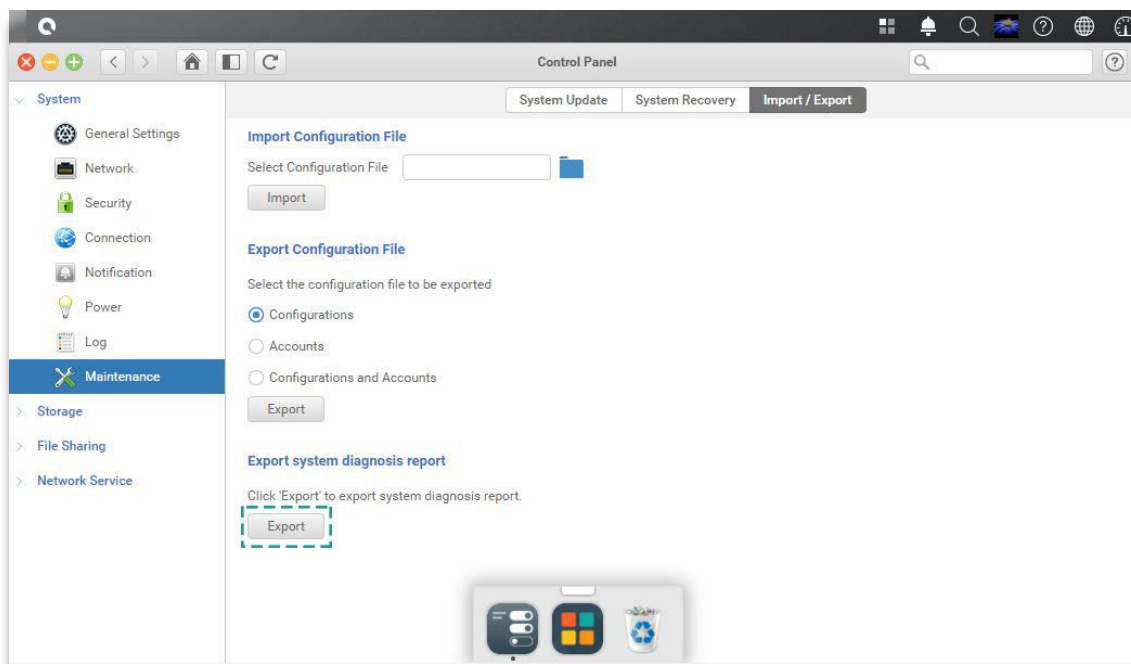 Control Panel
System
General Settings
Network
Security
Connection
Notification
Power
Log
Maintenance
Storage
File Sharing
Network Service
System Update
System Recovery
Import / Export
Import Configuration File
Select Configuration File
Import
Export Configuration File
Select the configuration file to be exported
Configurations
Accounts
Configurations and Accounts
Export
Export system diagnosis report
Click 'Export' to export system diagnosis report.
Export